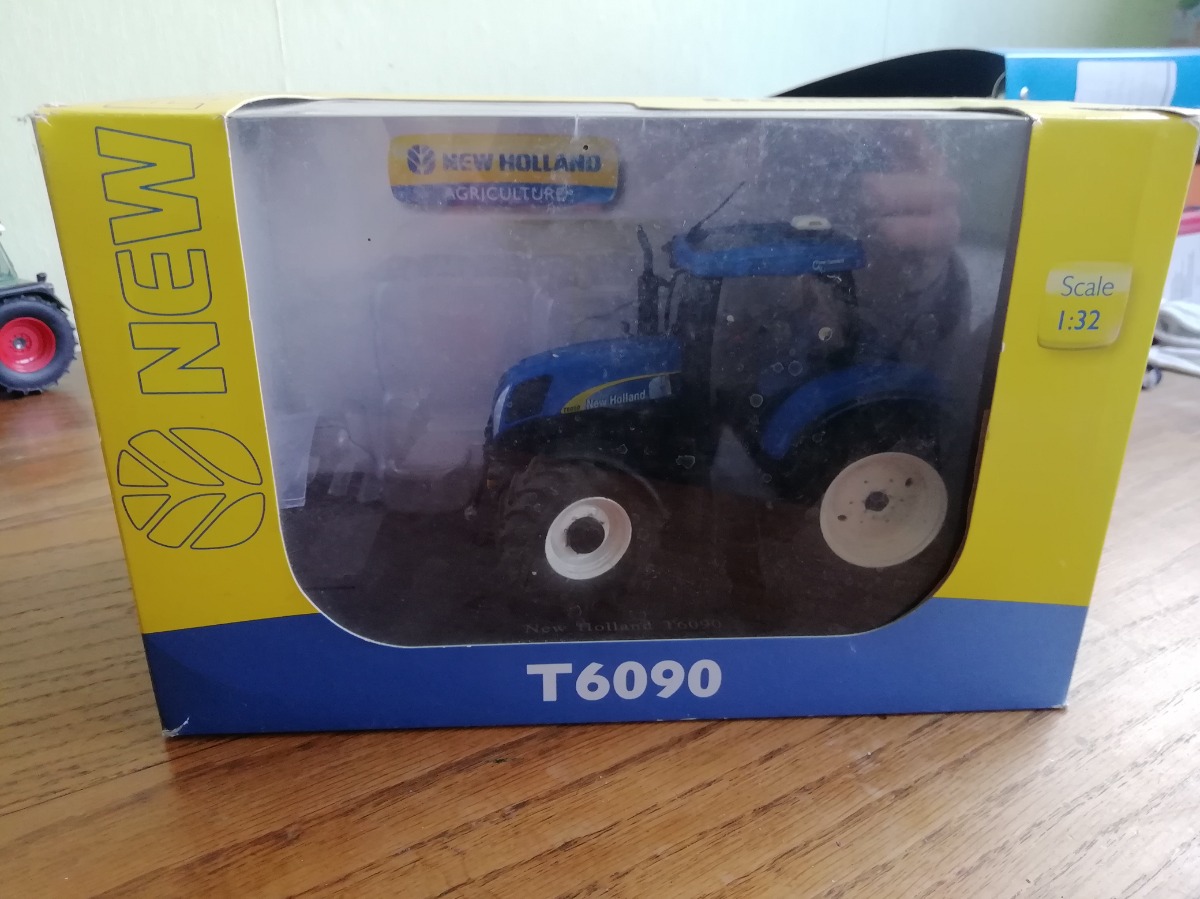 NEW
NEW HOLLAND
AGRICULTURE
Scale
1:32
New Holland
New Holland T6090
T6090